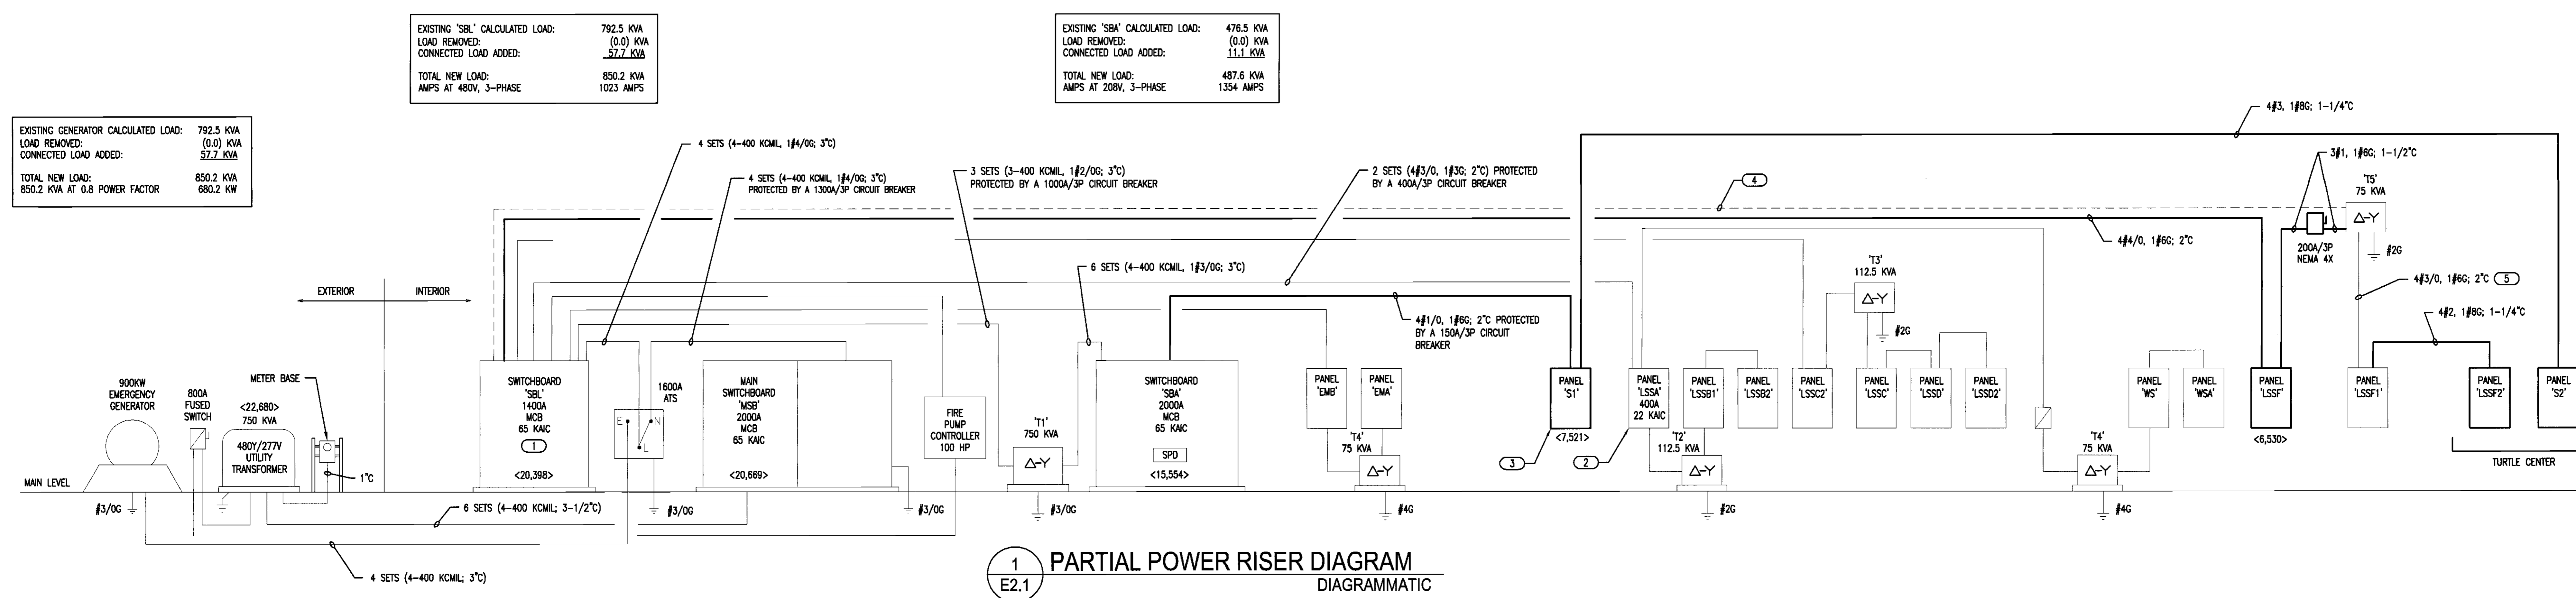 EXISTING 'SBL' CALCULATED LOAD: 792.5 KVA
LOAD REMOVED: (0.0) KVA
CONNECTED LOAD ADDED: 57.7 KVA
TOTAL NEW LOAD: 850.2 KVA
AMPS AT 480V, 3-PHASE 1023 AMPS
EXISTING 'SBA' CALCULATED LOAD: 476.5 KVA
LOAD REMOVED: (0.0) KVA
CONNECTED LOAD ADDED: 11.1 KVA
TOTAL NEW LOAD: 487.6 KVA
AMPS AT 208V, 3-PHASE 1354 AMPS
EXISTING GENERATOR CALCULATED LOAD: 792.5 KVA
LOAD REMOVED: (0.0) KVA
CONNECTED LOAD ADDED: 57.7 KVA
TOTAL NEW LOAD: 850.2 KVA
850.2 KVA AT 0.8 POWER FACTOR 680.2 KW
4 SETS (4-400 KCMIL, 1#4/0G; 3"C)
4 SETS (4-400 KCMIL, 1#4/0G; 3"C)
PROTECTED BY A 1300A/3P CIRCUIT BREAKER
3 SETS (3-400 KCMIL, 1#2/0G; 3"C)
PROTECTED BY A 1000A/3P CIRCUIT BREAKER
2 SETS (4#3/0, 1#3G; 2"C) PROTECTED
BY A 400A/3P CIRCUIT BREAKER
4#3, 1#8G; 1-1/4"C
3#1, 1#6G; 1-1/2"C
4
'T5'
75 KVA
Δ-Y
#2G
200A/3P
NEMA 4X
4#4/0, 1#6G; 2"C
6 SETS (4-400 KCMIL, 1#3/0G; 3"C)
'T3'
112.5 KVA
Δ-Y
#2G
4#3/0, 1#6G; 2"C 5
4#2, 1#8G; 1-1/4"C
EXTERIOR
INTERIOR
4#1/0, 1#6G; 2"C PROTECTED
BY A 150A/3P CIRCUIT
BREAKER
900KW
EMERGENCY
GENERATOR
800A
FUSED
SWITCH
METER BASE
<22,680>
750 KVA
480Y/277V
UTILITY
TRANSFORMER
1"C
SWITCHBOARD
'SBL'
1400A
MCB
65 KAIC
1
<20,398>
1600A
ATS
E
N
L
MAIN
SWITCHBOARD
'MSB'
2000A
MCB
65 KAIC
<20,669>
FIRE
PUMP
CONTROLLER
100 HP
'T1'
750 KVA
Δ-Y
SWITCHBOARD
'SBA'
2000A
MCB
65 KAIC
SPD
<15,554>
PANEL
'EMB'
PANEL
'EMA'
'T4'
75 KVA
Δ-Y
PANEL
'S1'
<7,521>
3
PANEL
'LSSA'
400A
22 KAIC
2
PANEL
'LSSB1'
PANEL
'LSSB2'
'T2'
112.5 KVA
Δ-Y
PANEL
'LSSC2'
PANEL
'LSSC'
PANEL
'LSSD'
PANEL
'LSSD2'
PANEL
'WS'
PANEL
'WSA'
'T4'
75 KVA
Δ-Y
PANEL
'LSSF'
<6,530>
PANEL
'LSSF1'
PANEL
'LSSF2'
PANEL
'S2'
TURTLE CENTER
MAIN LEVEL
#3/0G
#3/0G
#3/0G
#3/0G
#4G
#2G
#4G
6 SETS (4-400 KCMIL; 3-1/2"C)
4 SETS (4-400 KCMIL; 3"C)
1
E2.1
PARTIAL POWER RISER DIAGRAM
DIAGRAMMATIC